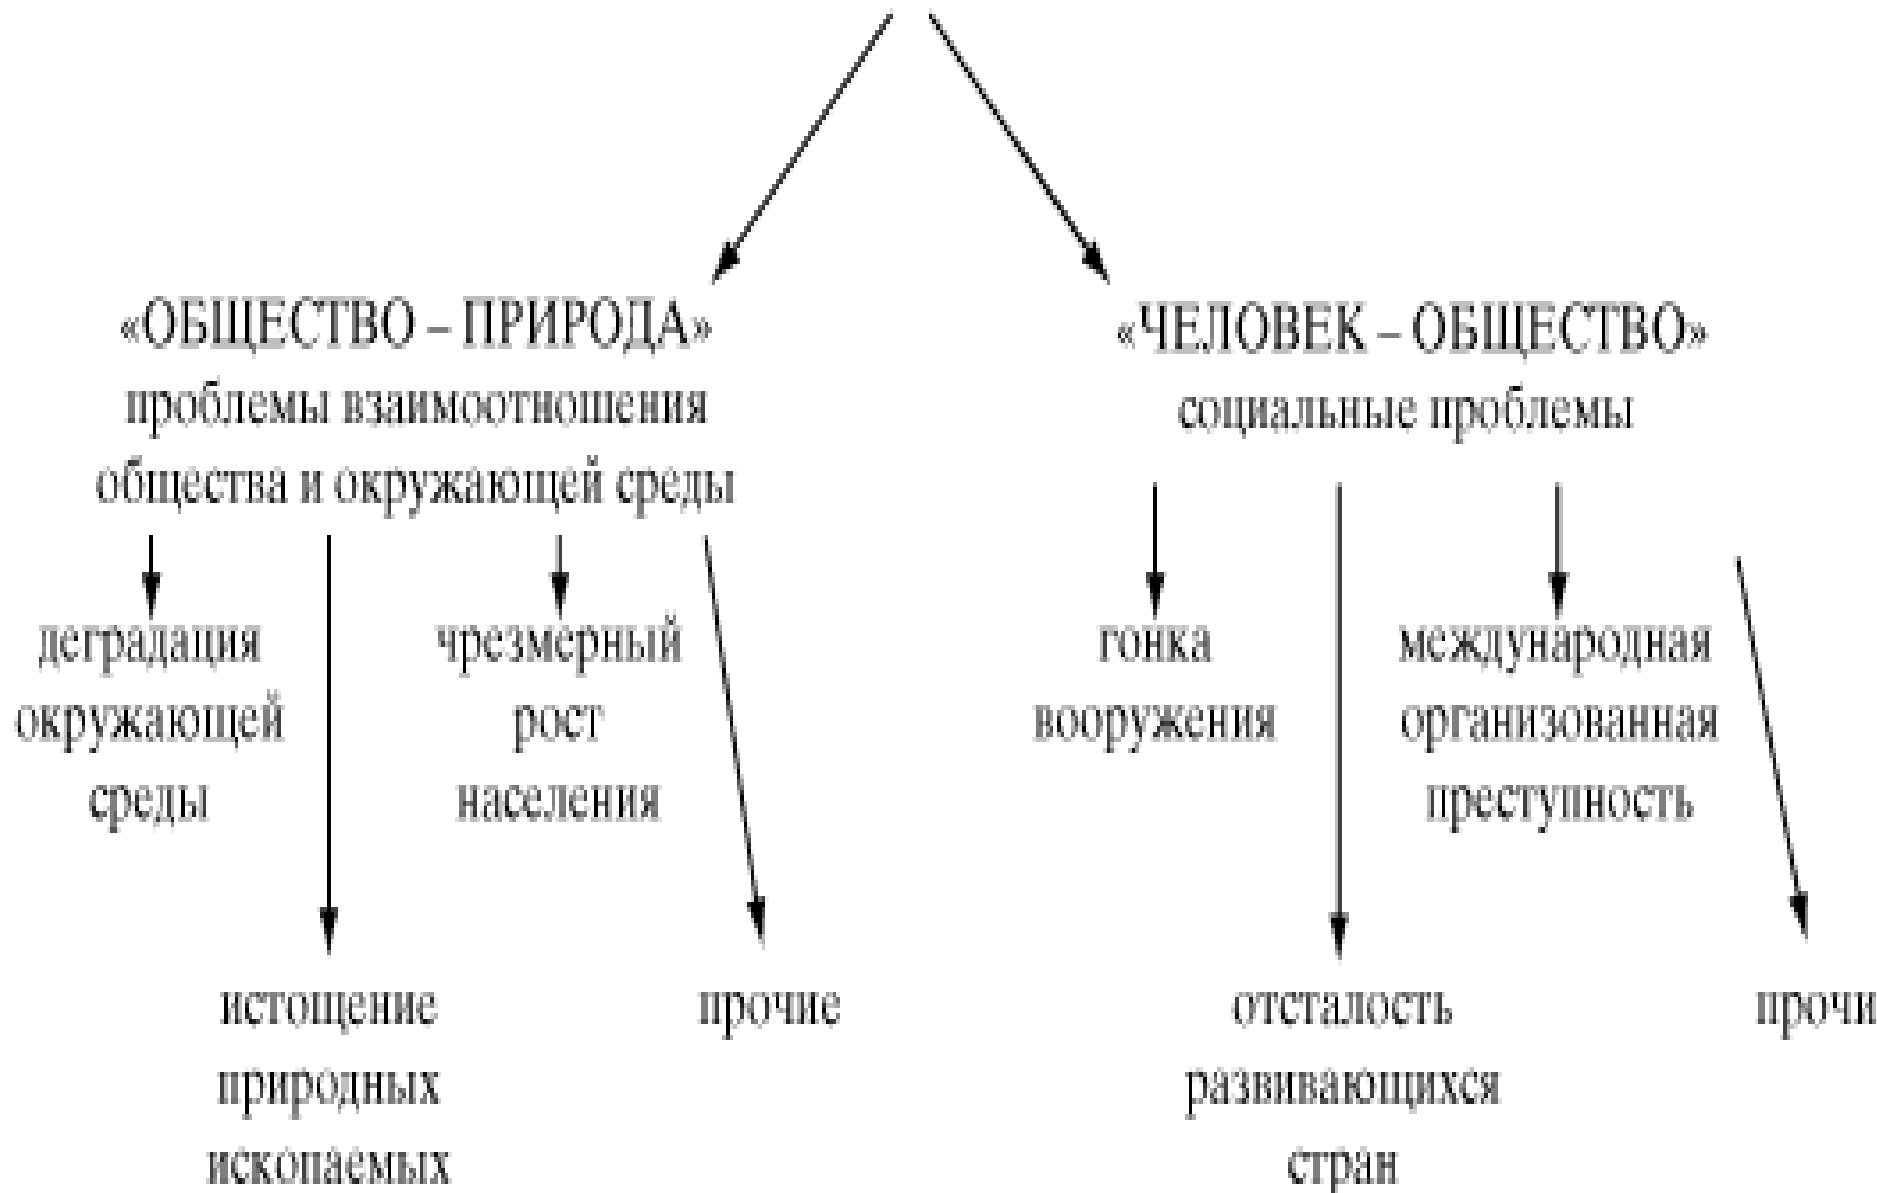 «ОБЩЕСТВО – ПРИРОДА»
проблемы взаимоотношения
общества и окружающей среды
деградация
окружающей
среды
истощение
природных
ископаемых
чрезмерный
рост
населения
прочие
«ЧЕЛОВЕК – ОБЩЕСТВО»
социальные проблемы
гонка
вооружения
отсталость
развивающихся
стран
международная
организованная
преступность
прочи